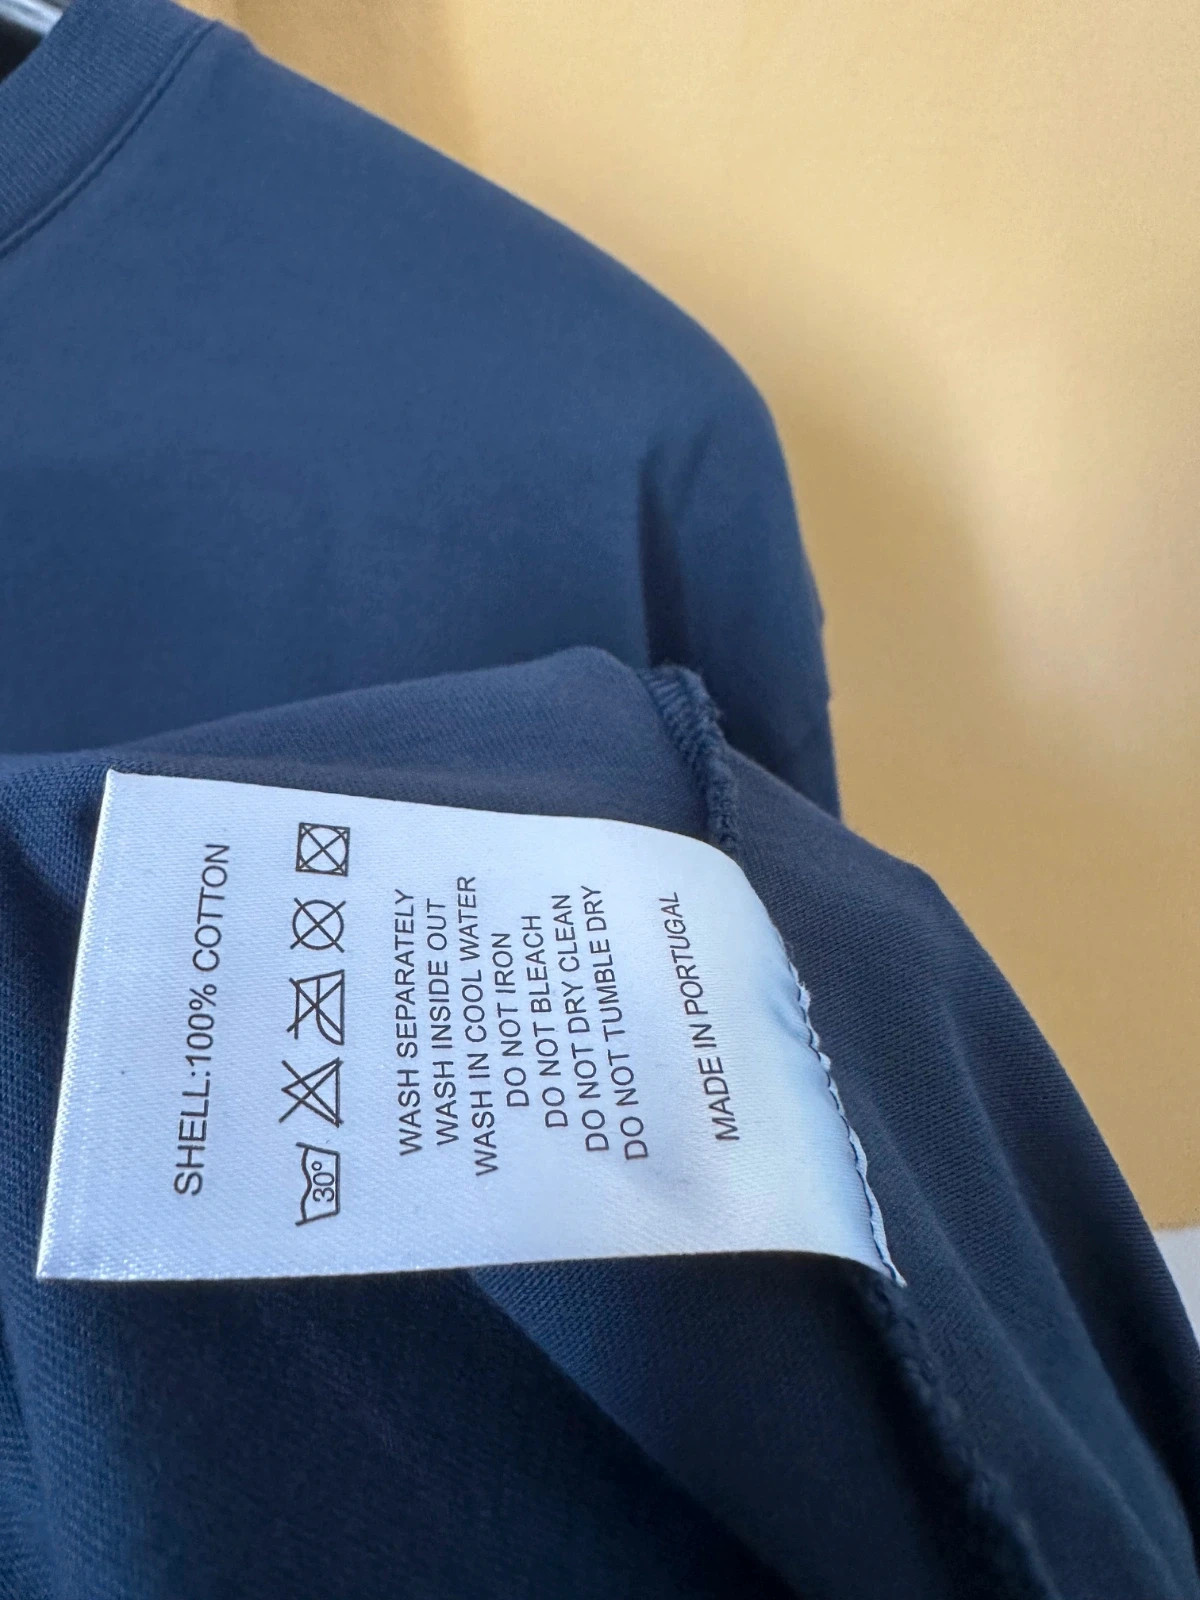 SHELL:100% COTTON
30°
WASH SEPARATELY
WASH INSIDE OUT
WASH IN COOL WATER
DO NOT IRON
DO NOT BLEACH
DO NOT DRY CLEAN
DO NOT TUMBLE DRY
MADE IN PORTUGAL